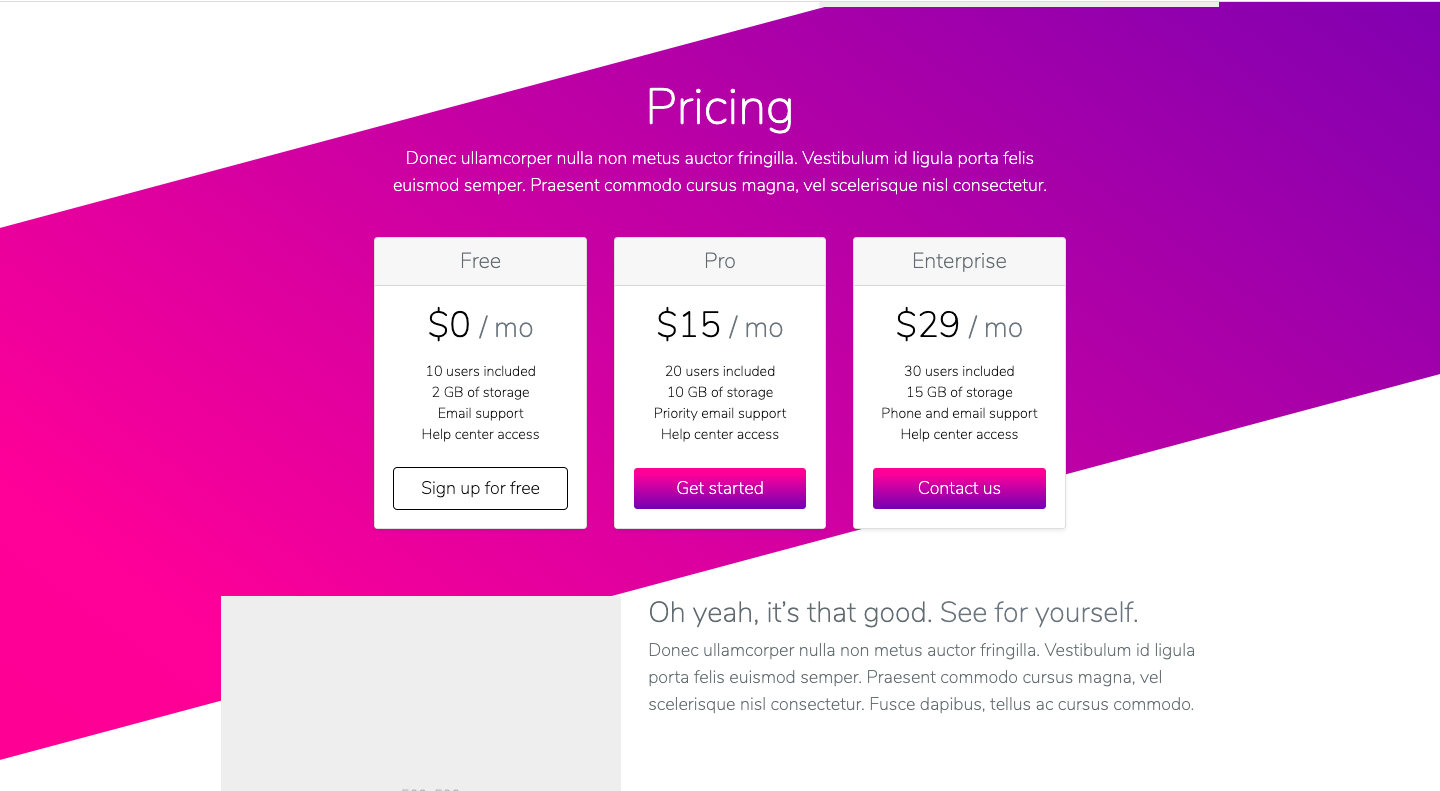 Pricing
Donec ullamcorper nulla non metus auctor fringilla. Vestibulum id ligula porta felis
euismod semper. Praesent commodo cursus magna, vel scelerisque nisl consectetur.
Free
$0 / mo
10 users included
2 GB of storage
Email support
Help center access
Sign up for free
Pro
$15 / mo
20 users included
10 GB of storage
Priority email support
Help center access
Get started
Enterprise
$29 / mo
30 users included
15 GB of storage
Phone and email support
Help center access
Contact us
Oh yeah, it’s that good. See for yourself.
Donec ullamcorper nulla non metus auctor fringilla. Vestibulum id ligula
porta felis euismod semper. Praesent commodo cursus magna, vel
scelerisque nisl consectetur. Fusce dapibus, tellus ac cursus commodo.